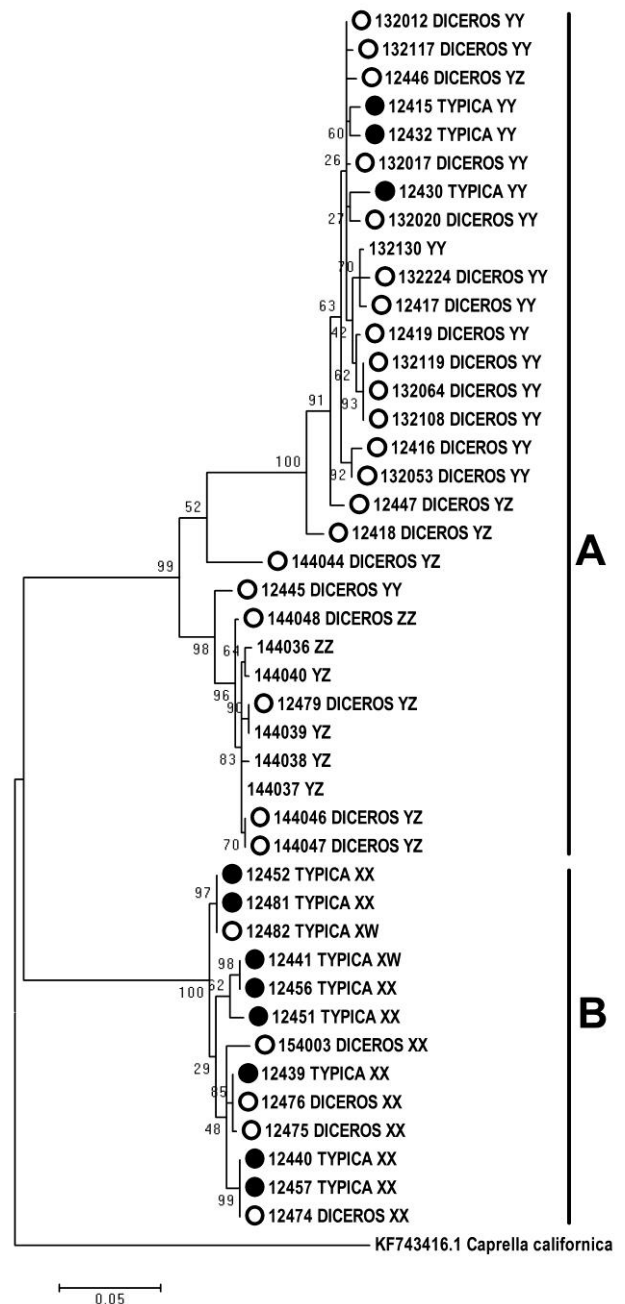 132012 DICEROS YY
132117 DICEROS YY
12446 DICEROS YZ
12415 TYPICA YY
60
12432 TYPICA YY
26
132017 DICEROS YY
12430 TYPICA YY
27
132020 DICEROS YY
132130 YY
70
132224 DICEROS YY
63
12417 DICEROS YY
42
12419 DICEROS YY
132119 DICEROS YY
62
132064 DICEROS YY
93
91
132108 DICEROS YY
12416 DICEROS YY
100
92
132053 DICEROS YY
52
12447 DICEROS YZ
12418 DICEROS YZ
A
99
144044 DICEROS YZ
12445 DICEROS YY
144048 DICEROS ZZ
98
64
144036 ZZ
144040 YZ
96
90
12479 DICEROS YZ
144039 YZ
83
144038 YZ
144037 YZ
144046 DICEROS YZ
70
144047 DICEROS YZ
12452 TYPICA XX
97
12481 TYPICA XX
12482 TYPICA XW
98
12441 TYPICA XW
100
62
12456 TYPICA XX
12451 TYPICA XX
B
154003 DICEROS XX
29
12439 TYPICA XX
85
12476 DICEROS XX
48
12475 DICEROS XX
12440 TYPICA XX
12457 TYPICA XX
99
12474 DICEROS XX
KF743416.1 Caprella californica
0.05